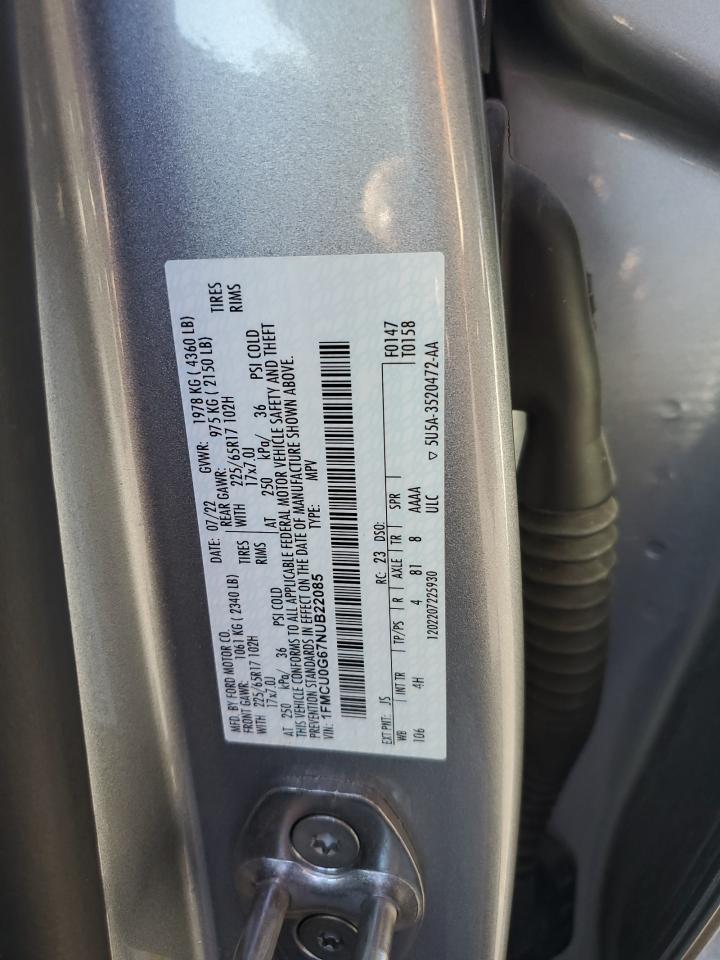 MFD. BY FORD MOTOR CO. DATE: 07/22 GVWR: 1978 KG ( 4360 LB)
FRONT GAWR: 1061 KG ( 2340 LB) REAR GAWR: 975 KG ( 2150 LB)
WITH 225/65R17 102H TIRES WITH 225/65R17 102H TIRES
17x7.0J RIMS 17x7.0J RIMS
AT 250 kPa/ 36 PSI COLD AT 250 kPa/ 36 PSI COLD
THIS VEHICLE CONFORMS TO ALL APPLICABLE FEDERAL MOTOR VEHICLE SAFETY AND THEFT
PREVENTION STANDARDS IN EFFECT ON THE DATE OF MANUFACTURE SHOWN ABOVE.
VIN: 1FMCU0G67NUB22085 TYPE: MPV
F0147
T0158
EXT PNT: JS RC: 23 DSO:
WB INT TR TP/PS R AXLE TR SPR
106 4H 4 81 8 AAAA
▽ 5U5A-3520472-AA
1202207225930 ULC